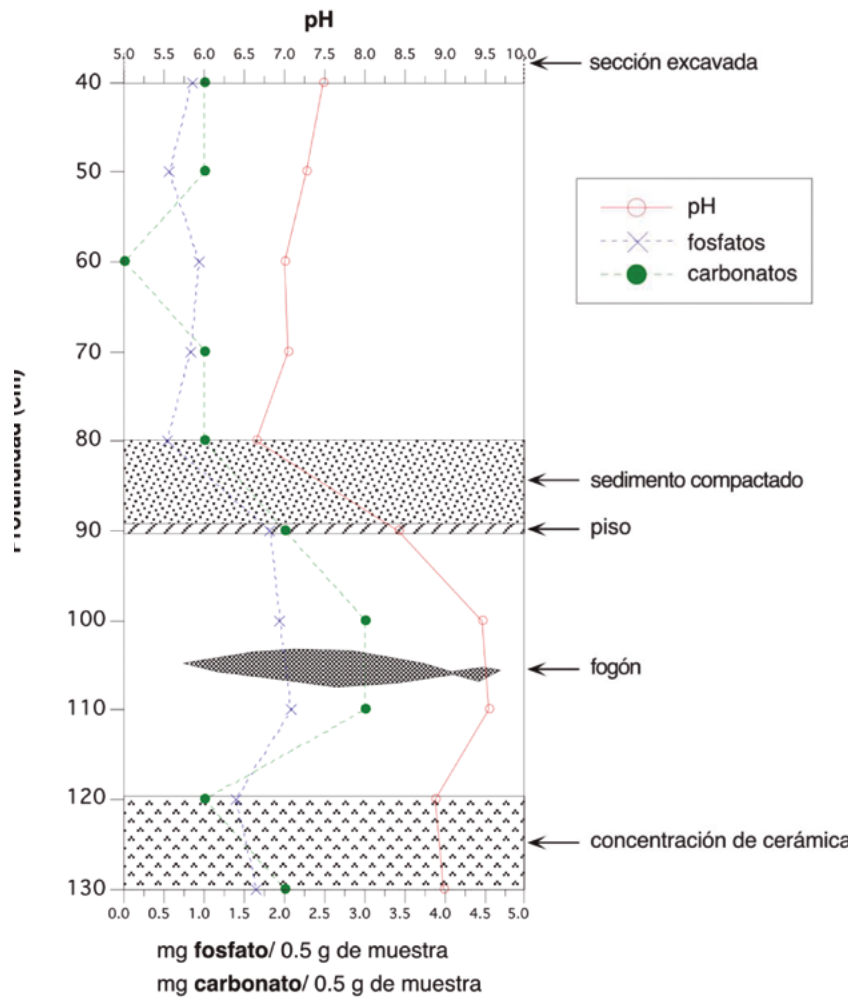 pH
5.0 5.5 6.0 6.5 7.0 7.5 8.0 8.5 9.0 9.5 10.0
sección excavada
40
50
pH
fosfatos
carbonatos
60
70
80
sedimento compactado
90
piso
100
fogón
110
120
concentración de cerámica
130
0.0 0.5 1.0 1.5 2.0 2.5 3.0 3.5 4.0 4.5 5.0
mg fosfato/ 0.5 g de muestra
mg carbonato/ 0.5 g de muestra